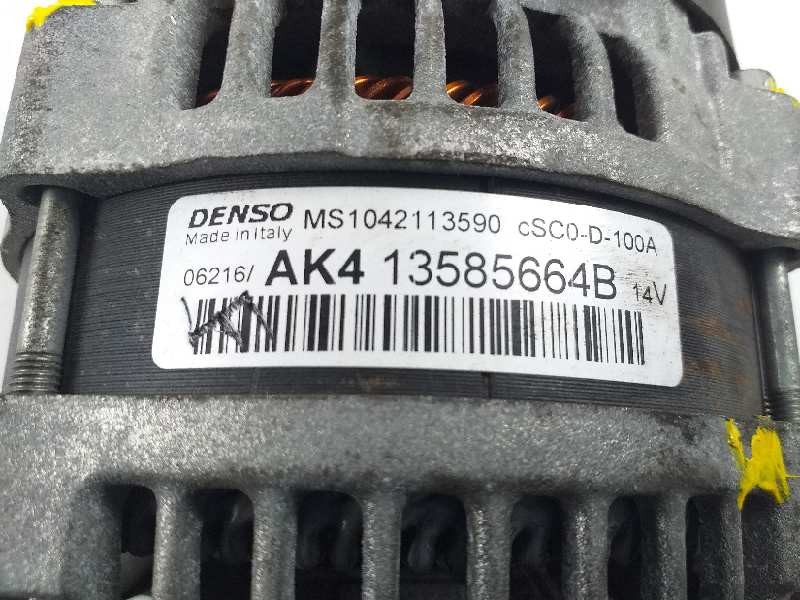 DENSO MS1042113590 cSC0-D-100A
Made in Italy
06216/ AK4 13585664B 14V